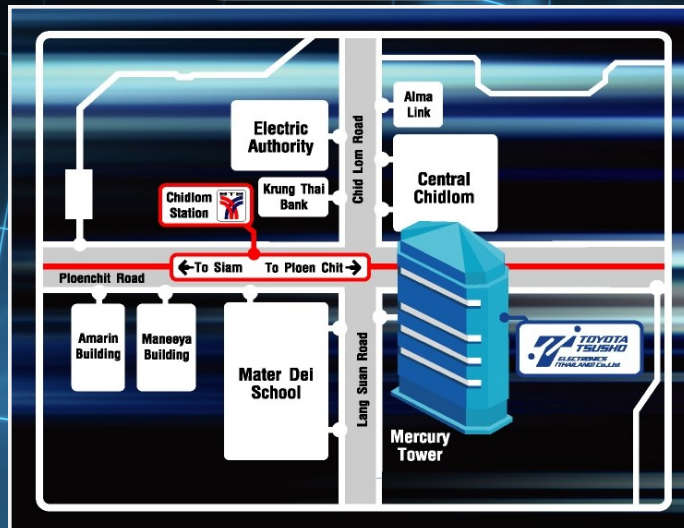 Alma
Link
Electric
Authority
Chid Lom Road
Central
Chidlom
Krung Thai
Bank
Chidlom
Station
BTS
Ploenchit Road
←To Siam To Ploen Chit→
Amarin
Building
Maneeya
Building
Mater Dei
School
Lang Suan Road
TOYOTA
TSUSHO
ELECTRONICS
(THAILAND) Co.,Ltd.
Mercury
Tower